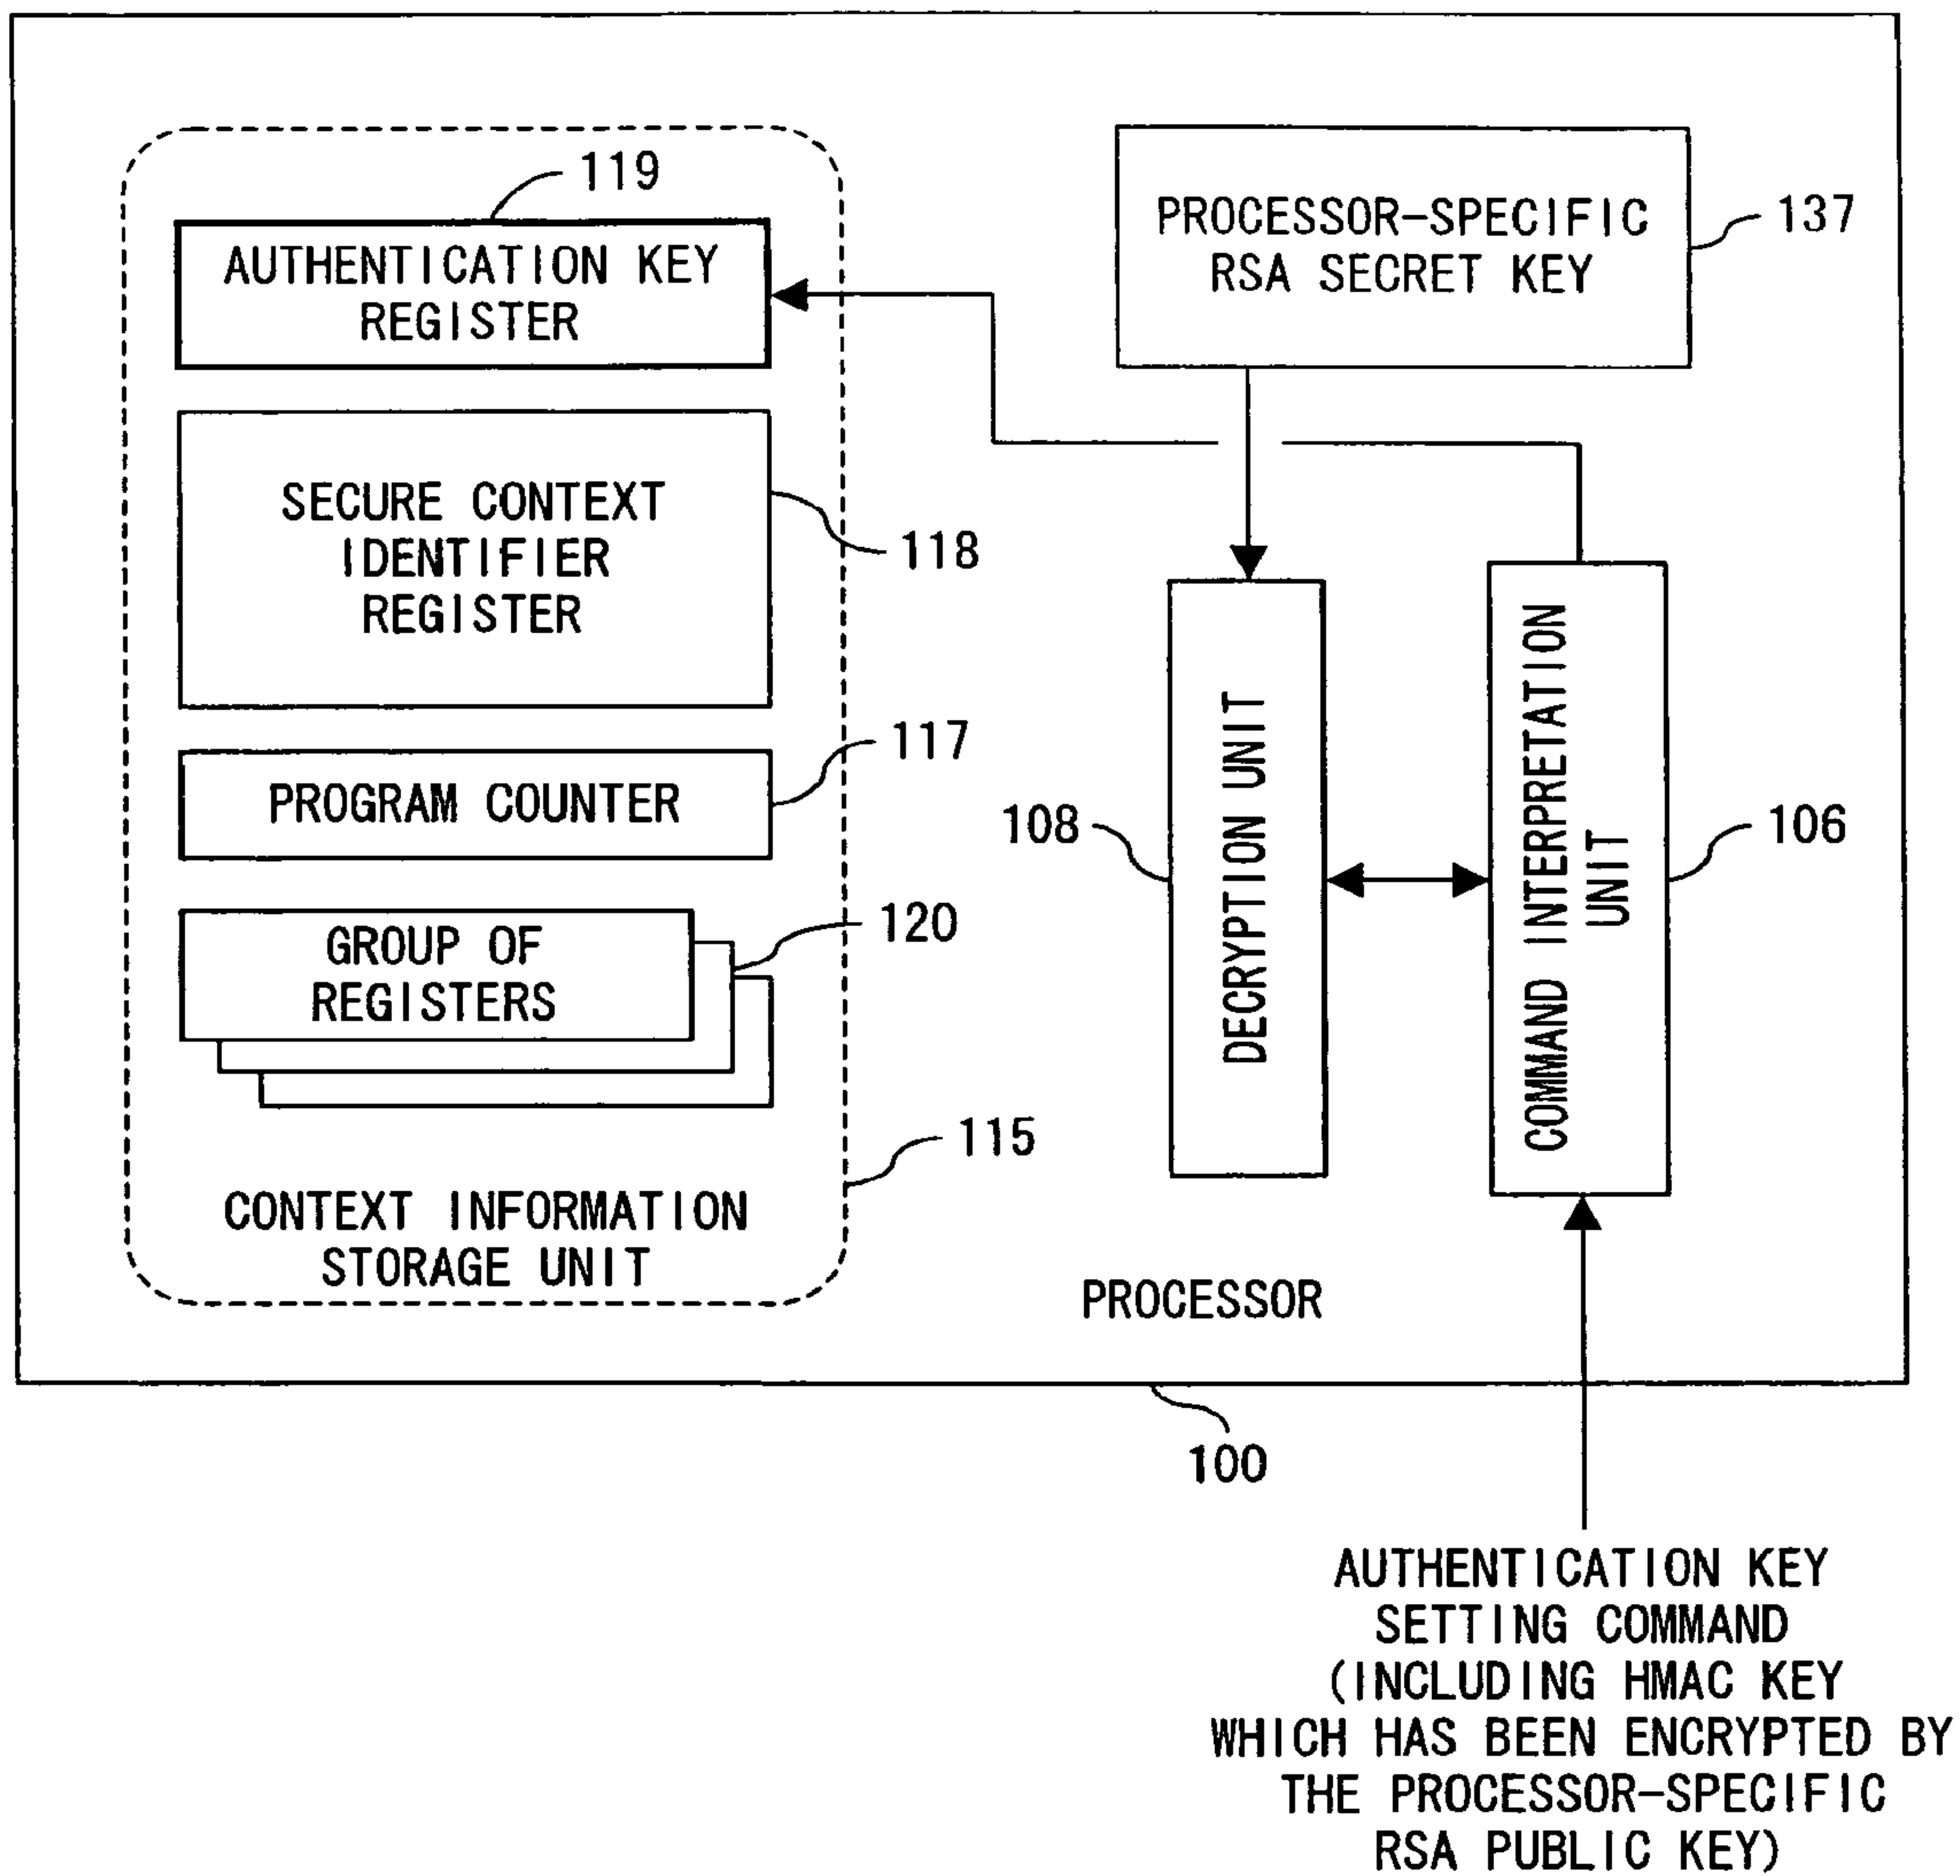 119
AUTHENTICATION KEY
REGISTER
PROCESSOR-SPECIFIC
RSA SECRET KEY
137
SECURE CONTEXT
IDENTIFIER
REGISTER
118
PROGRAM COUNTER
117
GROUP OF
REGISTERS
120
CONTEXT INFORMATION
STORAGE UNIT
115
108
DECRYPTION UNIT
COMMAND INTERPRETATION
UNIT
106
PROCESSOR
100
AUTHENTICATION KEY
SETTING COMMAND
(INCLUDING HMAC KEY
WHICH HAS BEEN ENCRYPTED BY
THE PROCESSOR-SPECIFIC
RSA PUBLIC KEY)